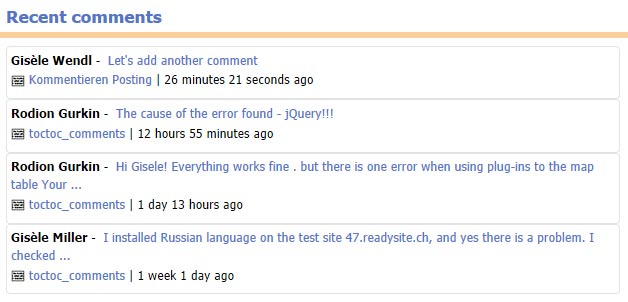 Recent comments
Gisèle Wendl - Let's add another comment
Kommentieren Posting | 26 minutes 21 seconds ago
Rodion Gurkin - The cause of the error found - jQuery!!!
toctoc_comments | 12 hours 55 minutes ago
Rodion Gurkin - Hi Gisele! Everything works fine . but there is one error when using plug-ins to the map
table Your ...
toctoc_comments | 1 day 13 hours ago
Gisèle Miller - I installed Russian language on the test site 47.readysite.ch, and yes there is a problem. I
checked ...
toctoc_comments | 1 week 1 day ago